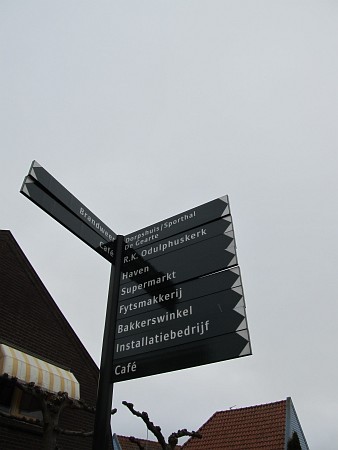 Brandweer
Café
Dorpshuis/Sporthal
De Gearte
R.K. Odulphuskerk
Haven
Supermarkt
Fytsmakkerij
Bakkerswinkel
Installatiebedrijf
Café